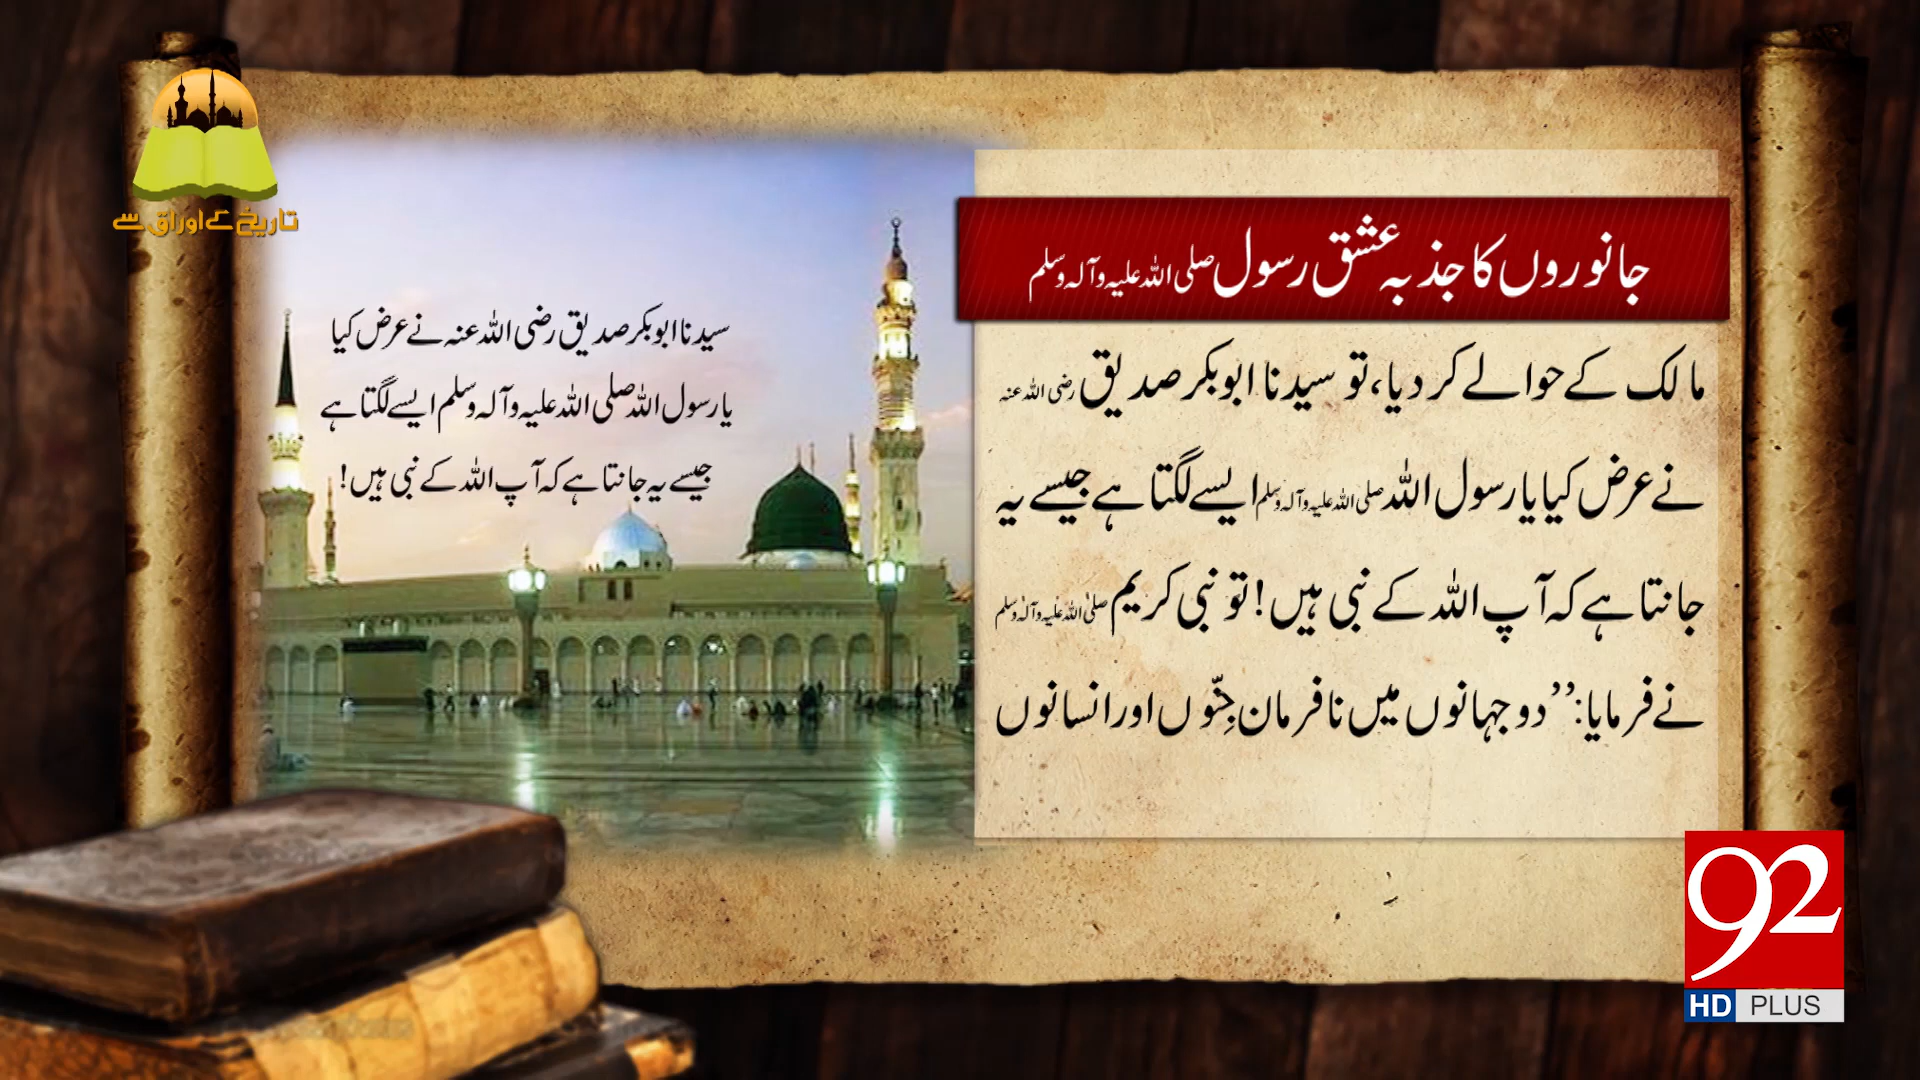 تاریخ کے اوراق سے
جانوروں کا جذبہ عشق رسول صلی اللہ علیہ وآلہ وسلم
مالک کے حوالے کر دیا، تو سیدنا ابوبکر صدیق رضی اللہ عنہ
نے عرض کیا یا رسول اللہ صلی اللہ علیہ وآلہ وسلم ایسے لگتا ہے جیسے یہ
جانتا ہے کہ آپ اللہ کے نبی ہیں! تو نبی کریم صلی اللہ علیہ وآلہ وسلم
نے فرمایا: ’’دو جہانوں میں نافرمان جِنّوں اور انسانوں
سیدنا ابوبکر صدیق رضی اللہ عنہ نے عرض کیا
یا رسول اللہ صلی اللہ علیہ وآلہ وسلم ایسے لگتا ہے
جیسے یہ جانتا ہے کہ آپ اللہ کے نبی ہیں!
92
HD PLUS